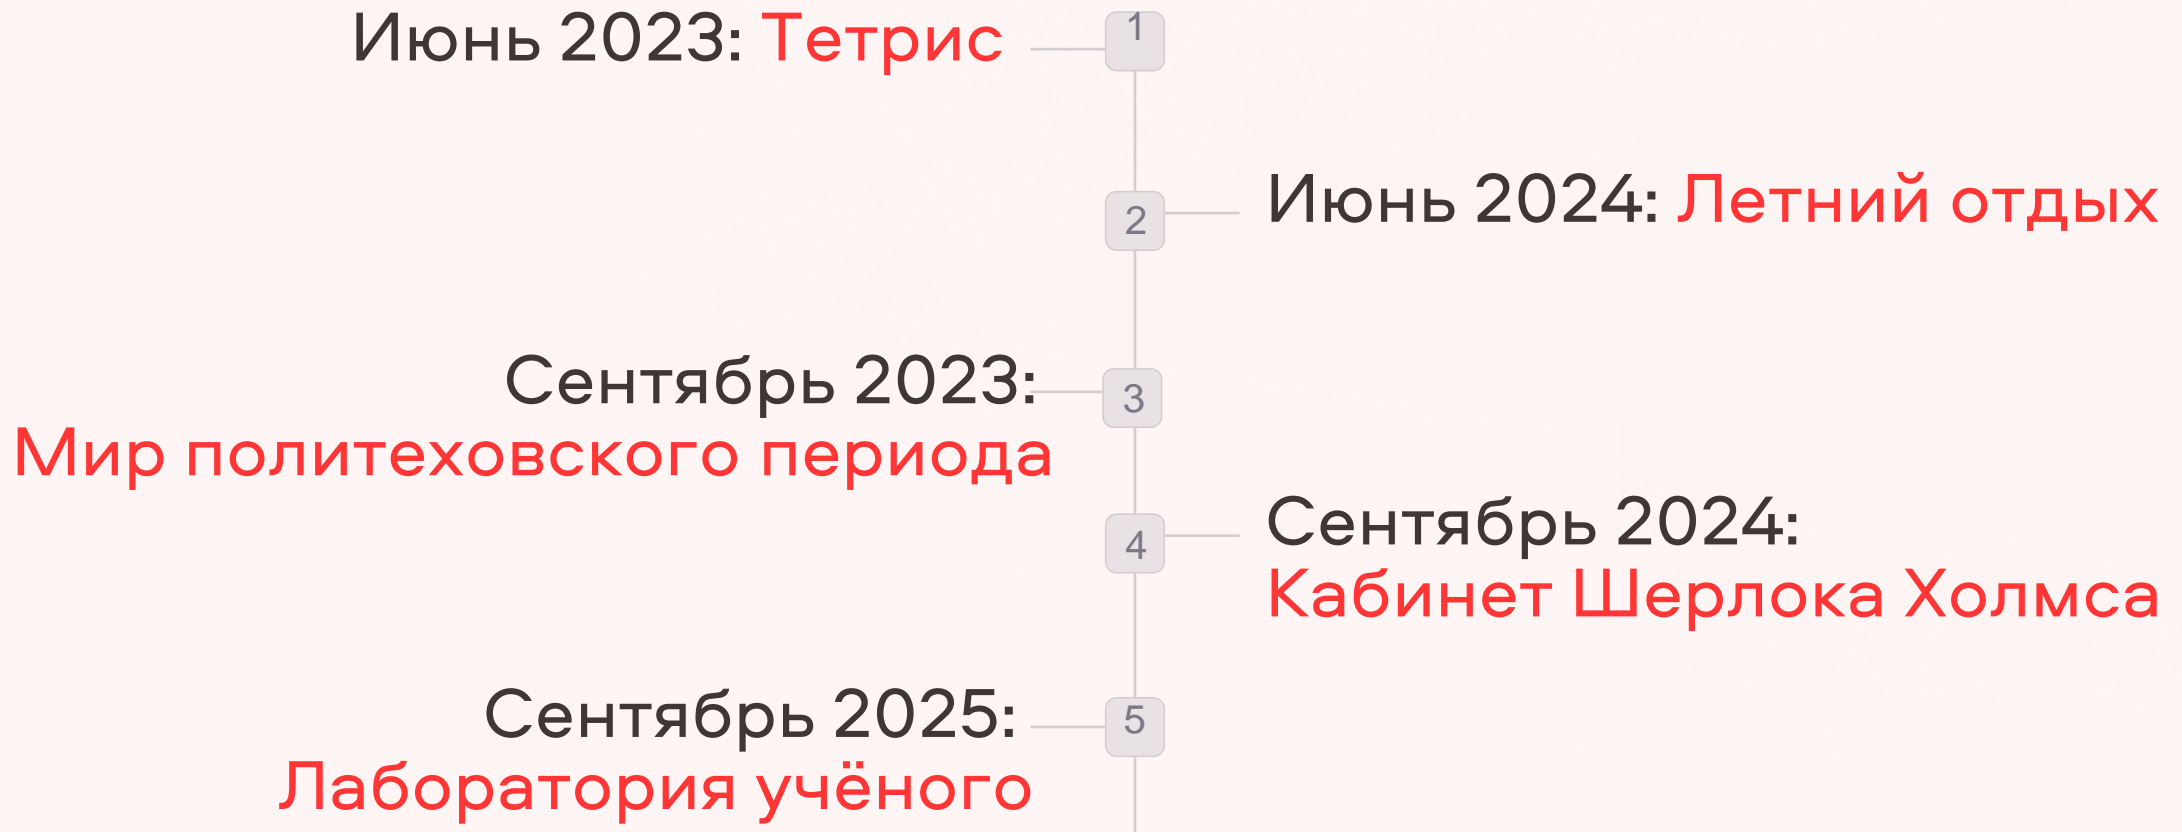 Июнь 2023: Тетрис
1
2
Июнь 2024: Летний отдых
Сентябрь 2023:
Мир политеховского периода
3
4
Сентябрь 2024:
Кабинет Шерлока Холмса
Сентябрь 2025:
Лаборатория учёного
5